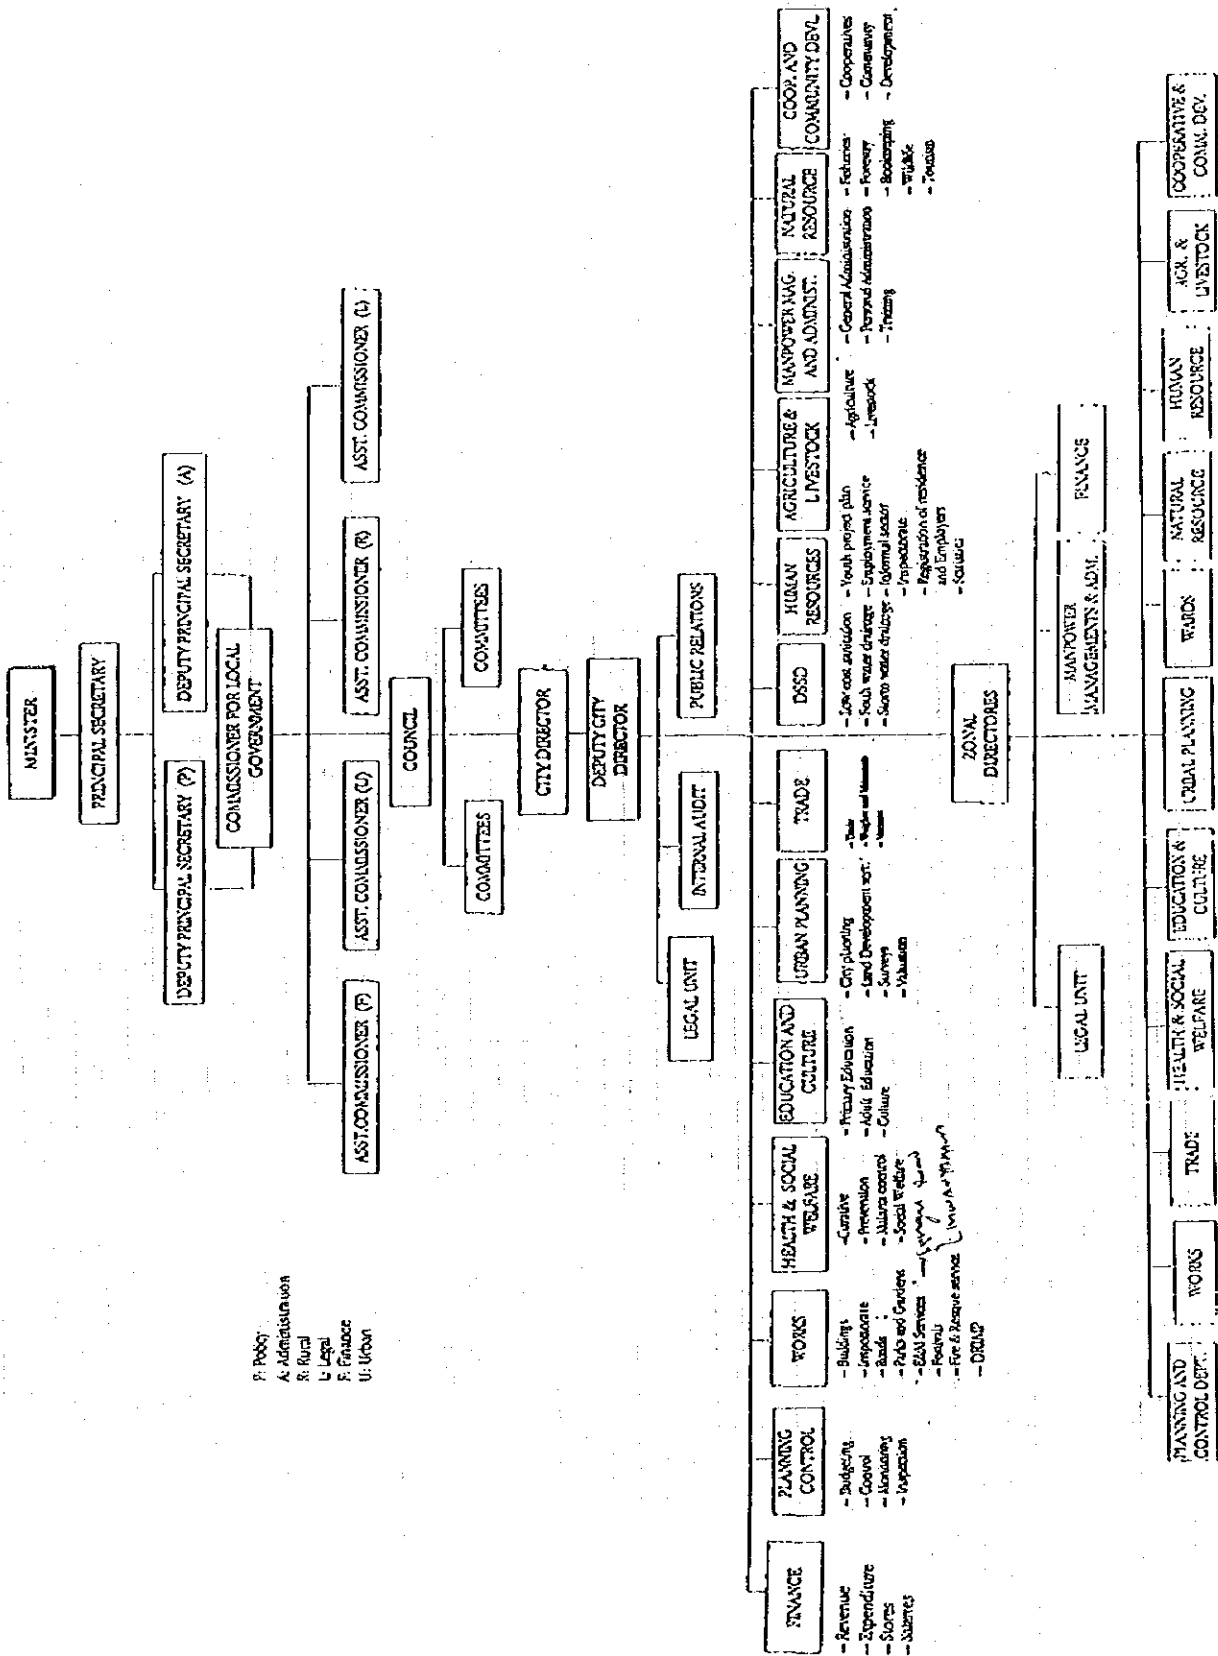 MINISTER
PRINCIPAL SECRETARY
DEPUTY PRINCIPAL SECRETARY (P)
DEPUTY PRINCIPAL SECRETARY (A)
COMMISSIONER FOR LOCAL
GOVERNMENT
P: Policy
A: Administration
R: Rural
L: Legal
F: Finance
U: Urban
ASST. COMMISSIONER (F)
ASST. COMMISSIONER (U)
ASST. COMMISSIONER (R)
ASST. COMMISSIONER (L)
COUNCIL
COMMITTEES
COMMITTEES
CITY DIRECTOR
DEPUTY CITY
DIRECTOR
LEGAL UNIT
INTERNAL AUDIT
PUBLIC RELATIONS
FINANCE
- Revenue
- Expenditure
- Stores
- Salaries
PLANNING
CONTROL
- Budgeting
- Control
- Monitoring
- Inspection
WORKS
- Buildings
- Inspectorate
- Roads
- Parks and Gardens
- E&M Services
- Fire & Resque service
- DRIMP
HEALTH & SOCIAL
WELFARE
- Curative
- Prevention
- Malaria control
- Social Welfare
EDUCATION AND
CULTURE
- Primary Education
- Adult Education
- Culture
URBAN PLANNING
- City planning
- Land Development
- Surveys
- Valuation
TRADE
- Trade
- Weights and Measures
DSSD
- Low cost sanitation
- South water drainage
- Storm water drainage
HUMAN
RESOURCES
- Youth project plan
- Employment service
- Informal sector
- Inspectorate
- Registration of residence
and Employers
- Statistics
AGRICULTURE &
LIVESTOCK
- Agriculture
- Livestock
MANPOWER MAG.
AND ADMINIST.
- General Administration
- Personal Administration
- Training
NATURAL
RESOURCE
- Fisheries
- Forestry
- Beekeeping
- Wildlife
- Tourism
COOP. AND
COMMUNITY DEVL.
- Cooperatives
- Community
- Development
ZONAL
DIRECTORES
LEGAL UNIT
MANPOWER
MANAGEMENTS & ADM.
FINANCE
PLANNING AND
CONTROL DEPT.
WORKS
TRADE
HEALTH & SOCIAL
WELFARE
EDUCATION &
CULTURE
URBAL PLANNING
WARDS
NATURAL
RESOURCE
HUMAN
RESOURCE
AGR. &
LIVESTOCK
COOPERATIVE &
COMM. DEV.